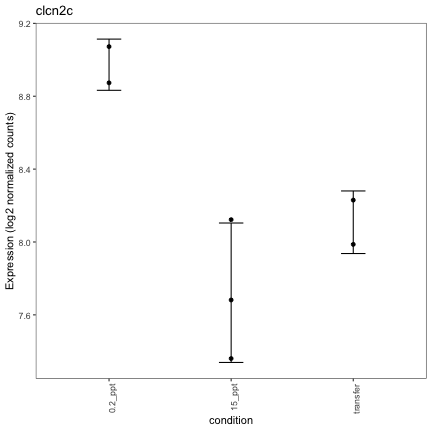 clcn2c
Expression (log2 normalized counts)
9.2
8.8
8.4
8.0
7.6
0.2_ppt
15_ppt
transfer
condition